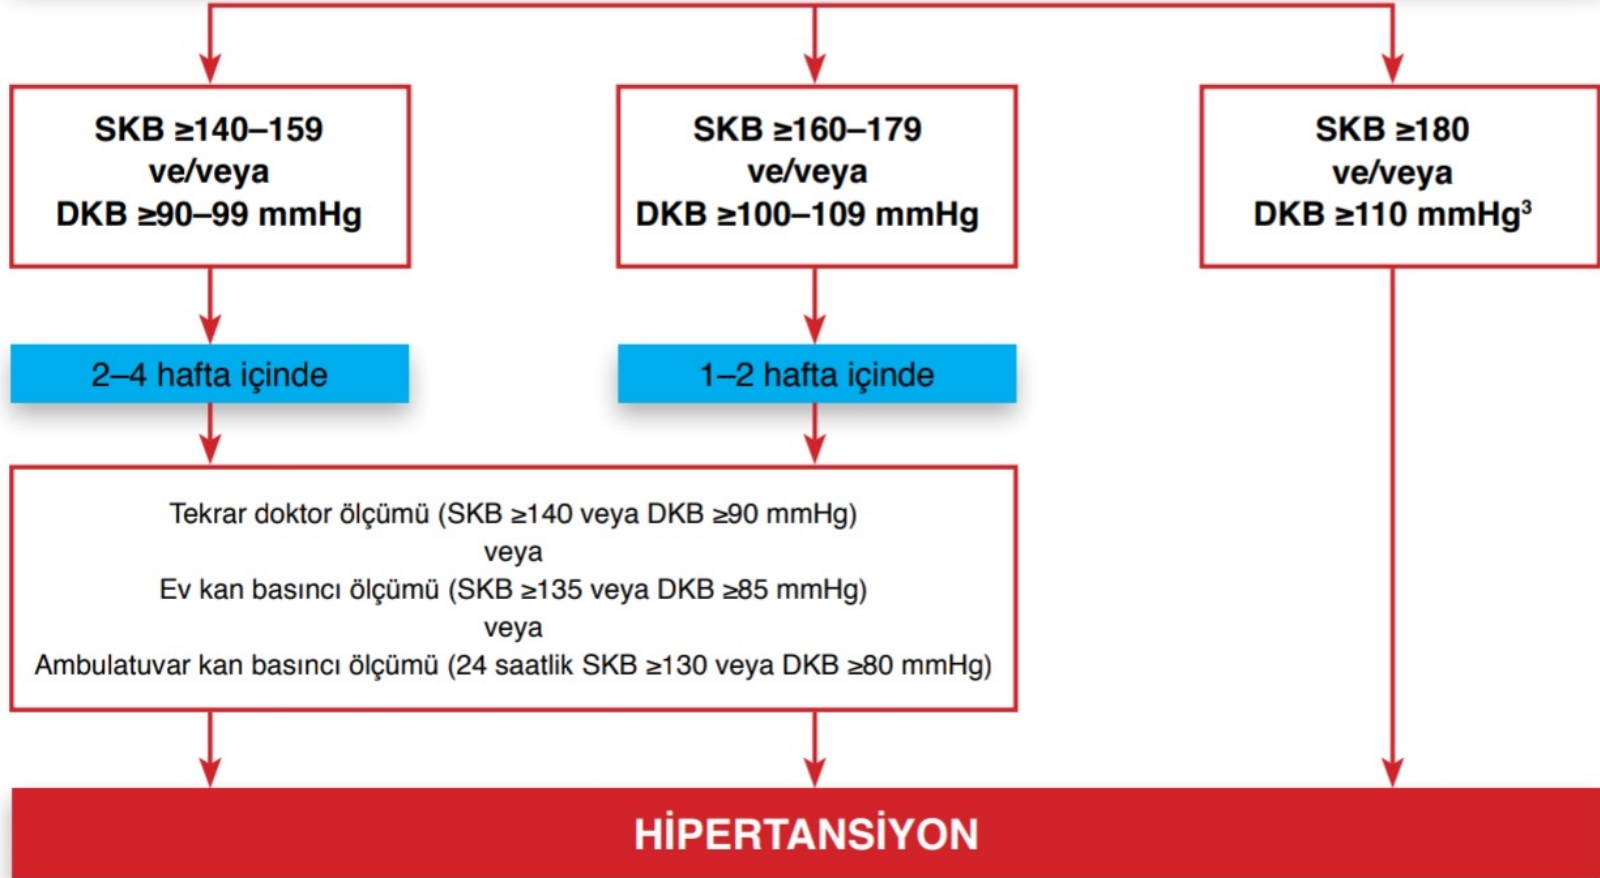 SKB ≥140–159
ve/veya
DKB ≥90–99 mmHg
SKB ≥160–179
ve/veya
DKB ≥100–109 mmHg
SKB ≥180
ve/veya
DKB ≥110 mmHg³
2–4 hafta içinde
1–2 hafta içinde
Tekrar doktor ölçümü (SKB ≥140 veya DKB ≥90 mmHg)
veya
Ev kan basıncı ölçümü (SKB ≥135 veya DKB ≥85 mmHg)
veya
Ambulatuvar kan basıncı ölçümü (24 saatlik SKB ≥130 veya DKB ≥80 mmHg)
HİPERTANSİYON